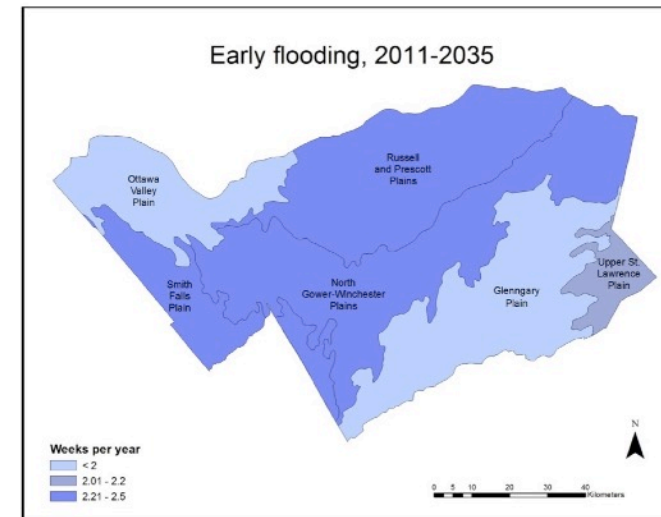 Early flooding, 2011-2035
Ottawa
Valley
Plain
Russell
and Prescott
Plains
Smith
Falls
Plain
North
Gower-Winchester
Plains
Glenngary
Plain
Upper St.
Lawrence
Plain
Weeks per year
< 2
2.01 - 2.2
2.21 - 2.5
N
0 5 10 20 30 40
Kilometers